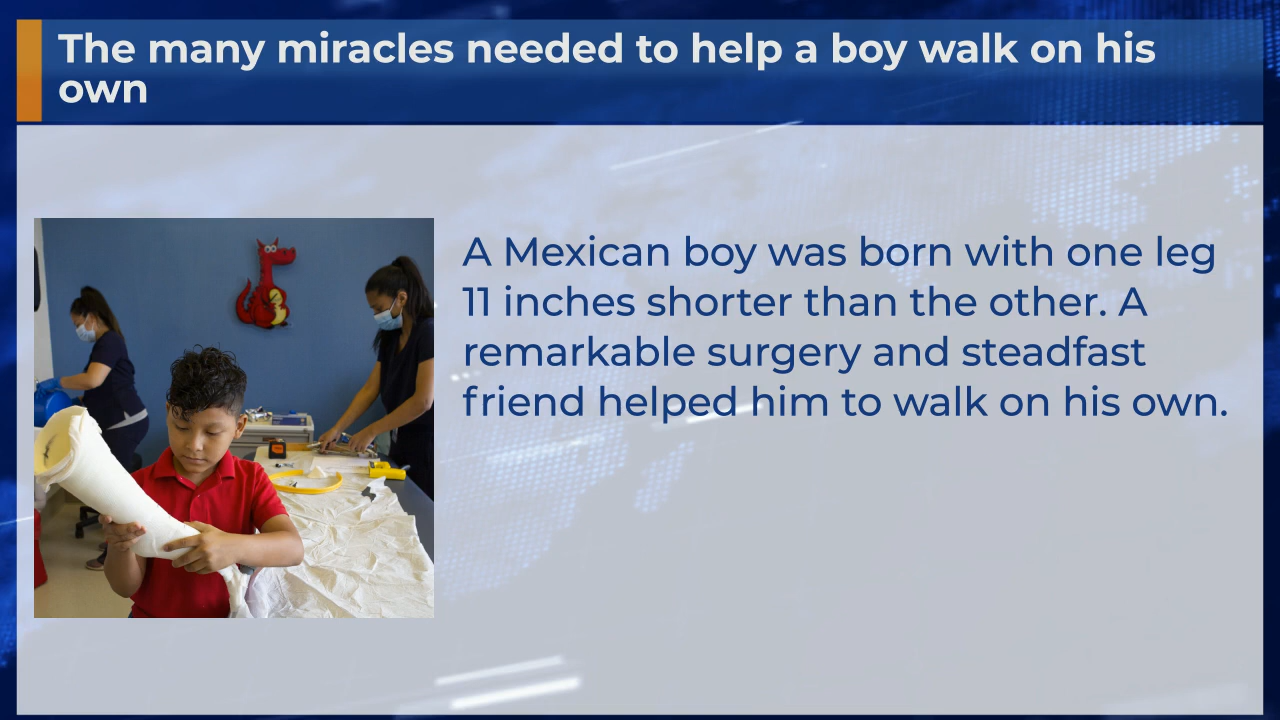 The many miracles needed to help a boy walk on his
own
A Mexican boy was born with one leg
11 inches shorter than the other. A
remarkable surgery and steadfast
friend helped him to walk on his own.